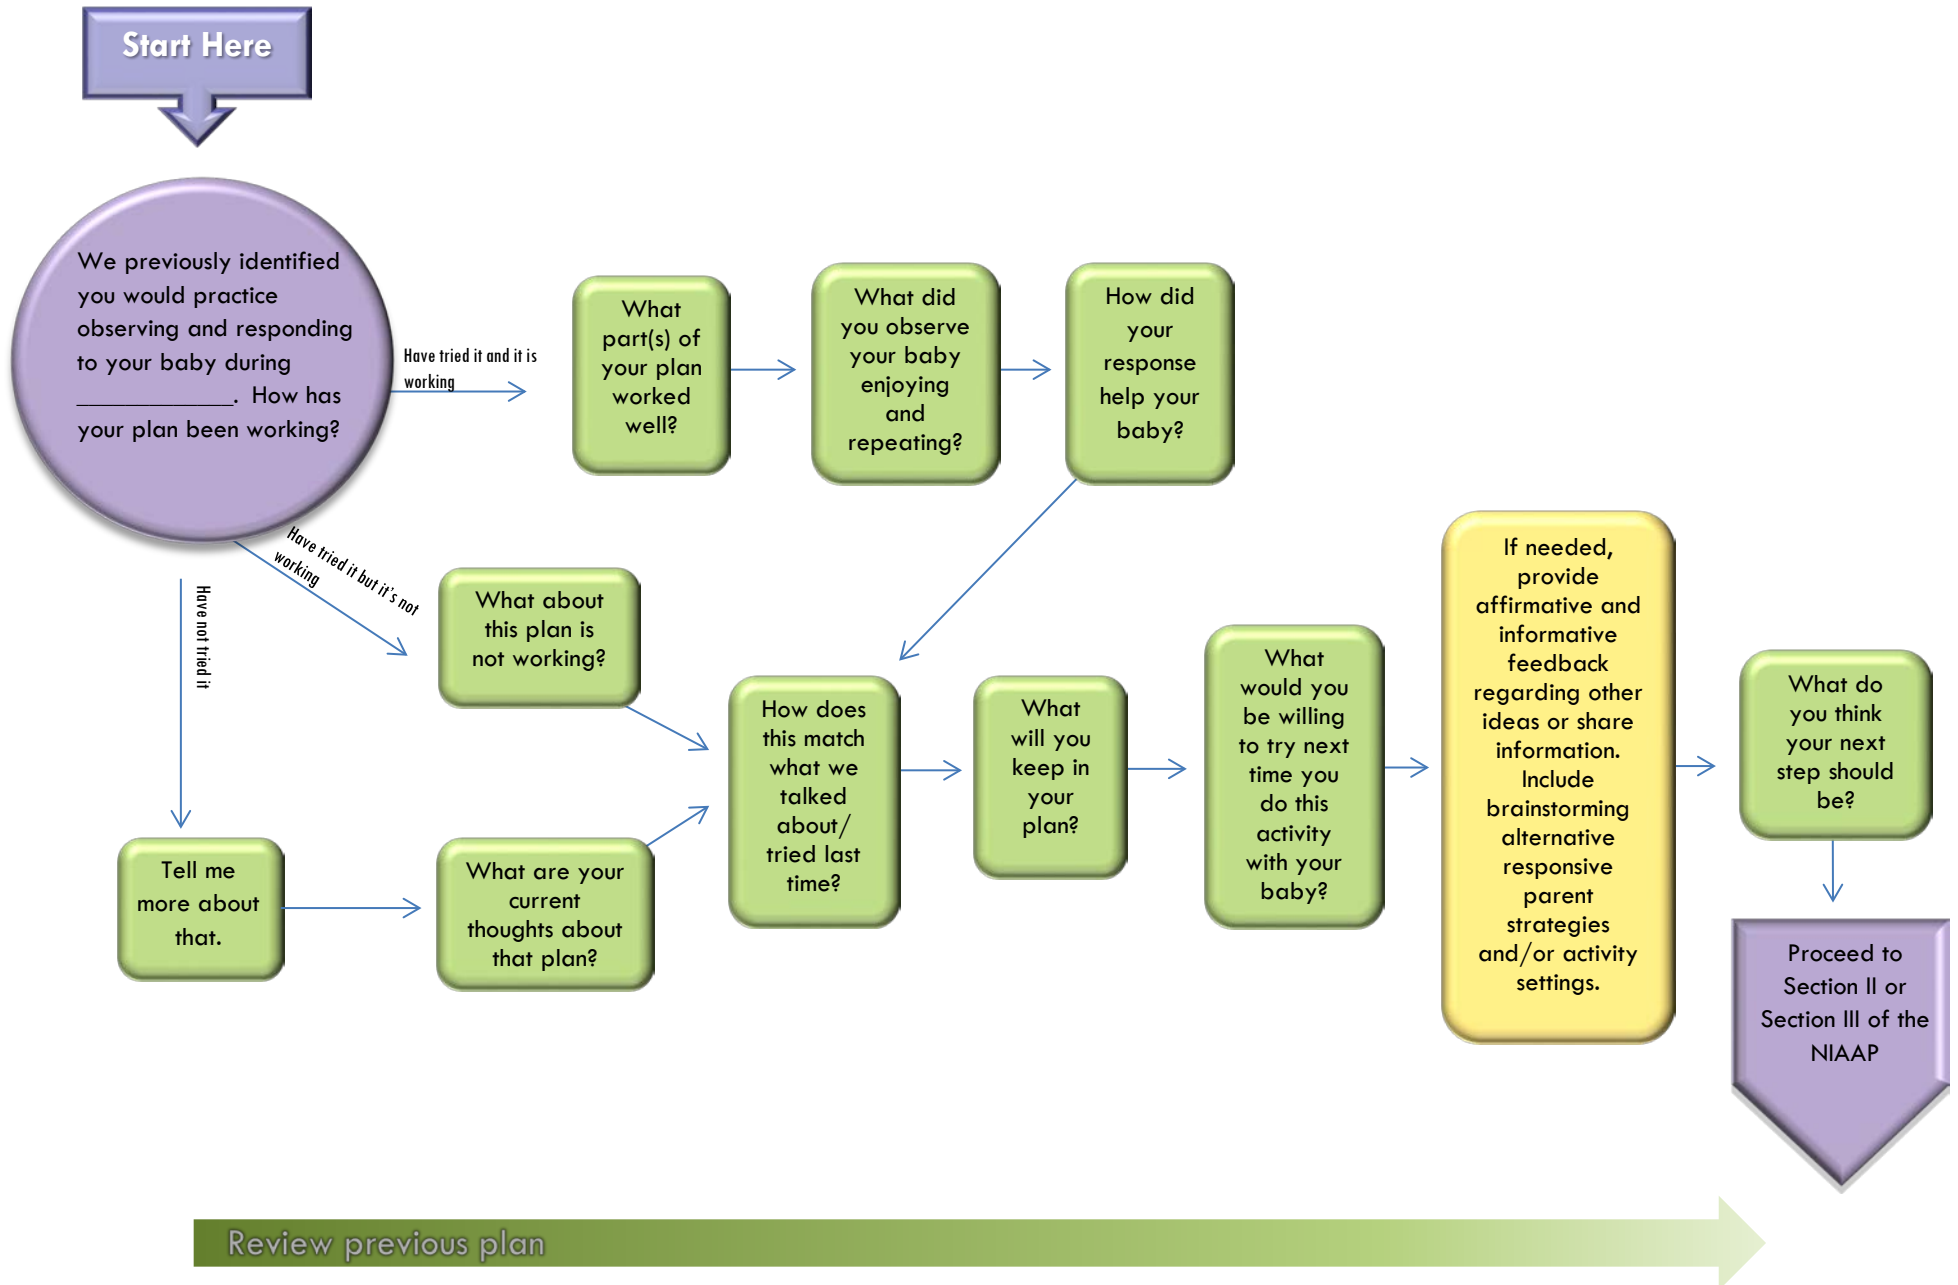 Start Here
We previously identified
you would practice
observing and responding
to your baby during
_____________. How has
your plan been working?
Have tried it and it is
working
What
part(s) of
your plan
worked
well?
What did
you observe
your baby
enjoying
and
repeating?
How did
your
response
help your
baby?
Have tried it but it's not
working
What about
this plan is
not working?
Have not tried it
Tell me
more about
that.
What are your
current
thoughts about
that plan?
How does
this match
what we
talked
about/
tried last
time?
What
will you
keep in
your
plan?
What
would you
be willing
to try next
time you
do this
activity
with your
baby?
If needed,
provide
affirmative and
informative
feedback
regarding other
ideas or share
information.
Include
brainstorming
alternative
responsive
parent
strategies
and/or activity
settings.
What do
you think
your next
step should
be?
Proceed to
Section II or
Section III of the
NIAAP
Review previous plan